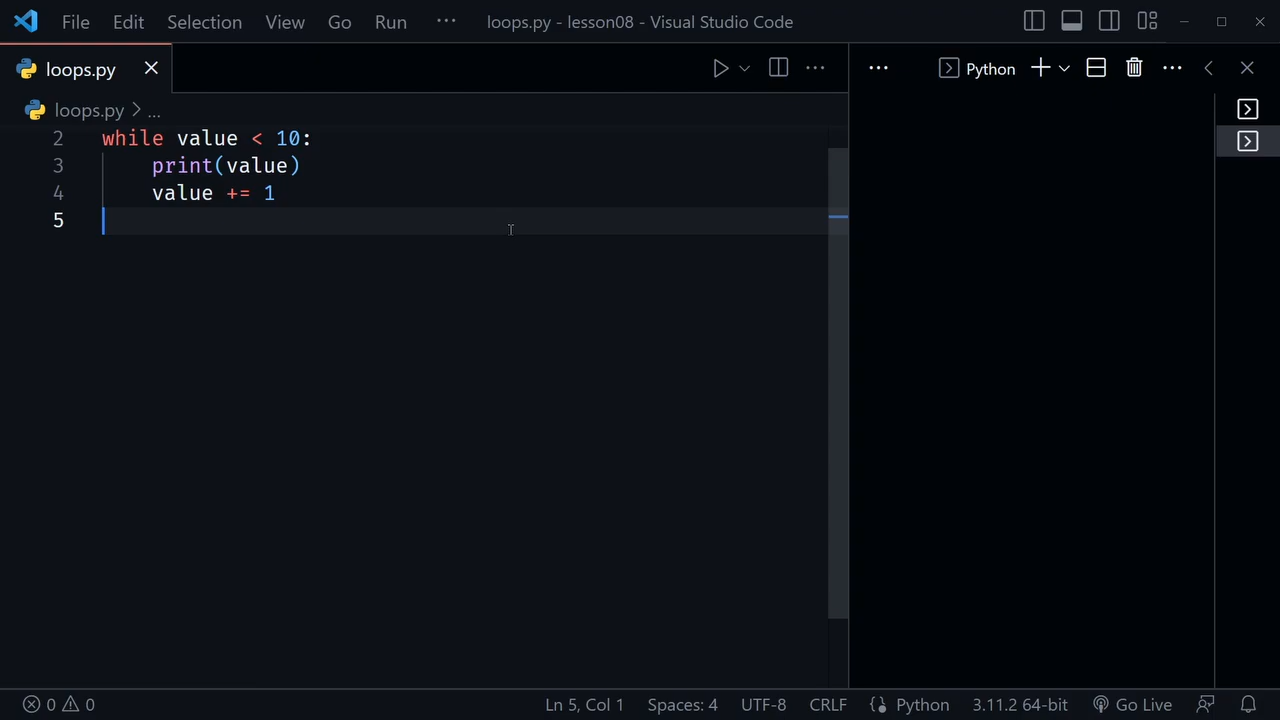 File Edit Selection View Go Run ··· loops.py - lesson08 - Visual Studio Code
loops.py
Python
loops.py > ...
2 while value < 10:
3     print(value)
4     value += 1
5
0 0 Ln 5, Col 1 Spaces: 4 UTF-8 CRLF Python 3.11.2 64-bit Go Live